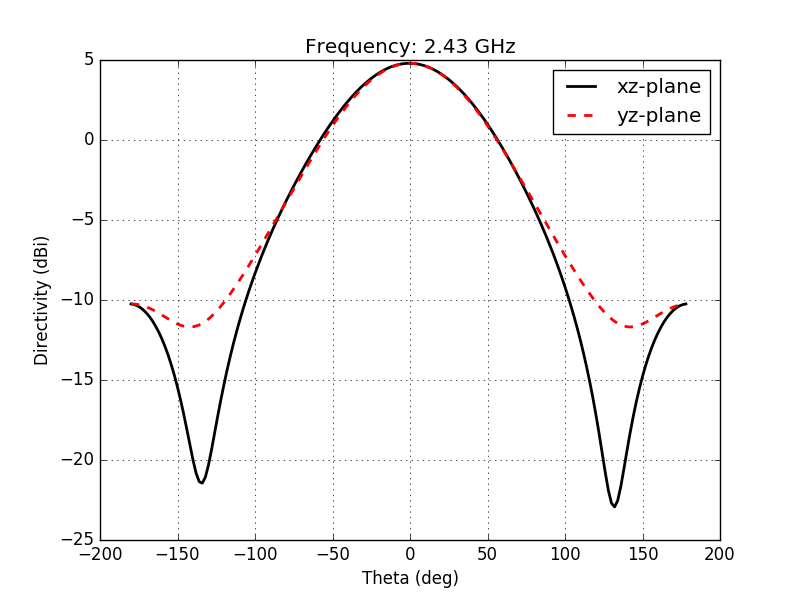 Frequency: 2.43 GHz
xz-plane
yz-plane
5
0
−5
−10
−15
−20
−25
Directivity (dBi)
−200 −150 −100 −50 0 50 100 150 200
Theta (deg)